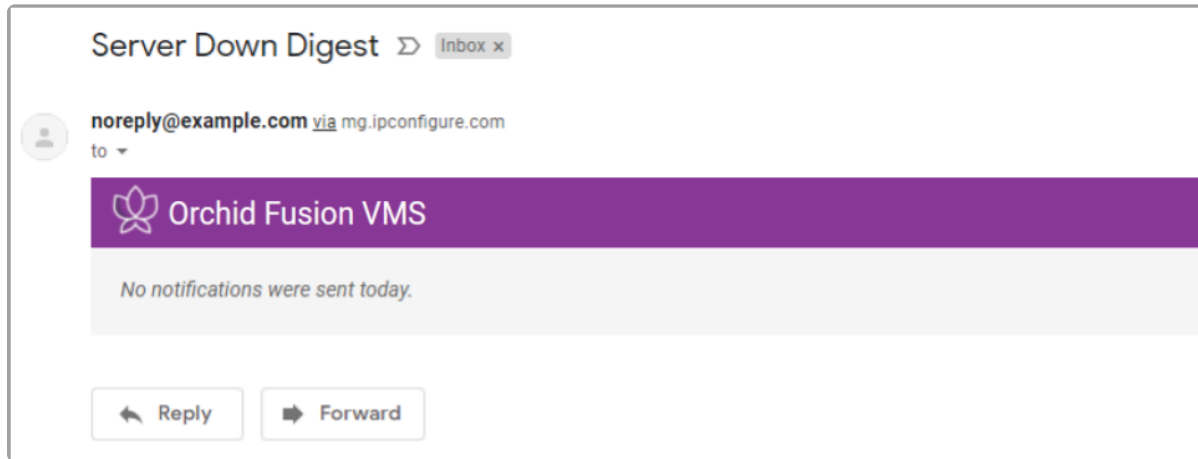 Server Down Digest Inbox x
noreply@example.com via mg.ipconfigure.com
to
Orchid Fusion VMS
No notifications were sent today.
Reply Forward